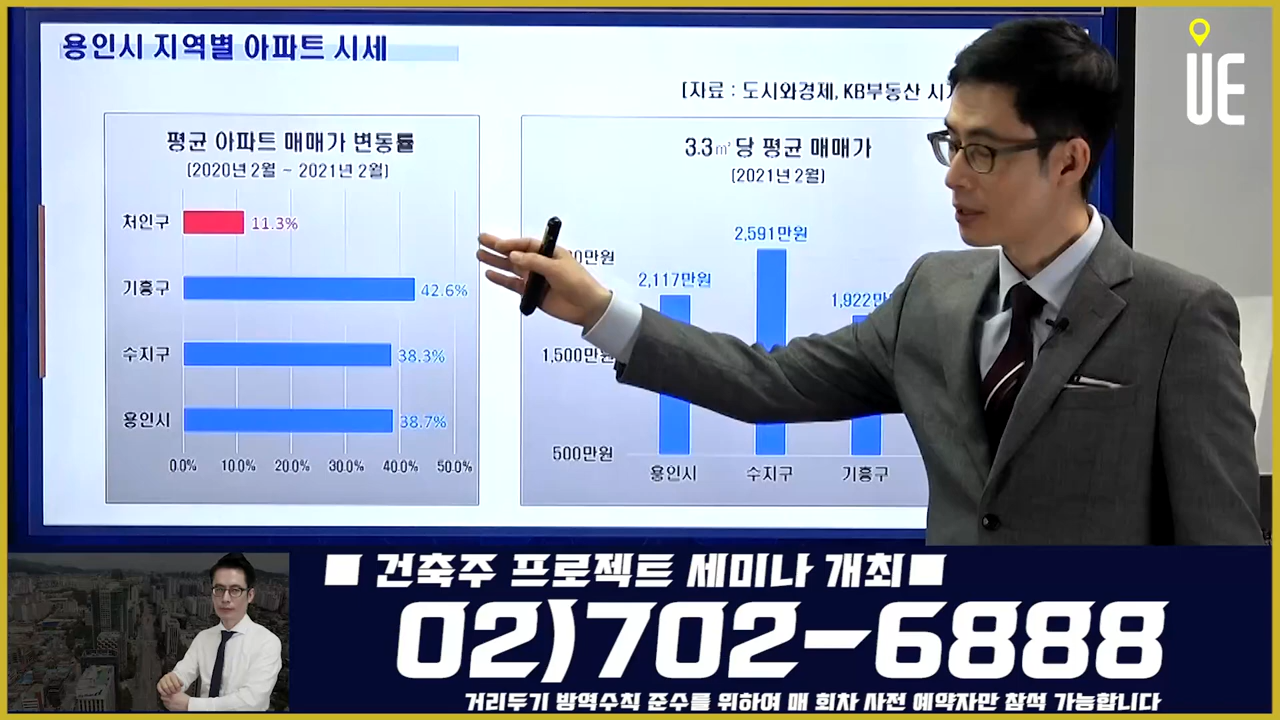 용인시 지역별 아파트 시세
[자료 : 도시와경제, KB부동산
평균 아파트 매매가 변동률
(2020년 2월 ~ 2021년 2월)
처인구 11.3%
기흥구 42.6%
수지구 38.3%
용인시 38.7%
0.0% 10.0% 20.0% 30.0% 40.0% 50.0%
3.3㎡당 평균 매매가
(2021년 2월)
2,591만원
2,117만원
1,500만원
500만원
용인시 수지구 기흥구
UE
■ 건축주 프로젝트 세미나 개최■
02)702-6888
거리두기 방역수칙 준수를 위하여 매 회차 사전 예약자만 참석 가능합니다